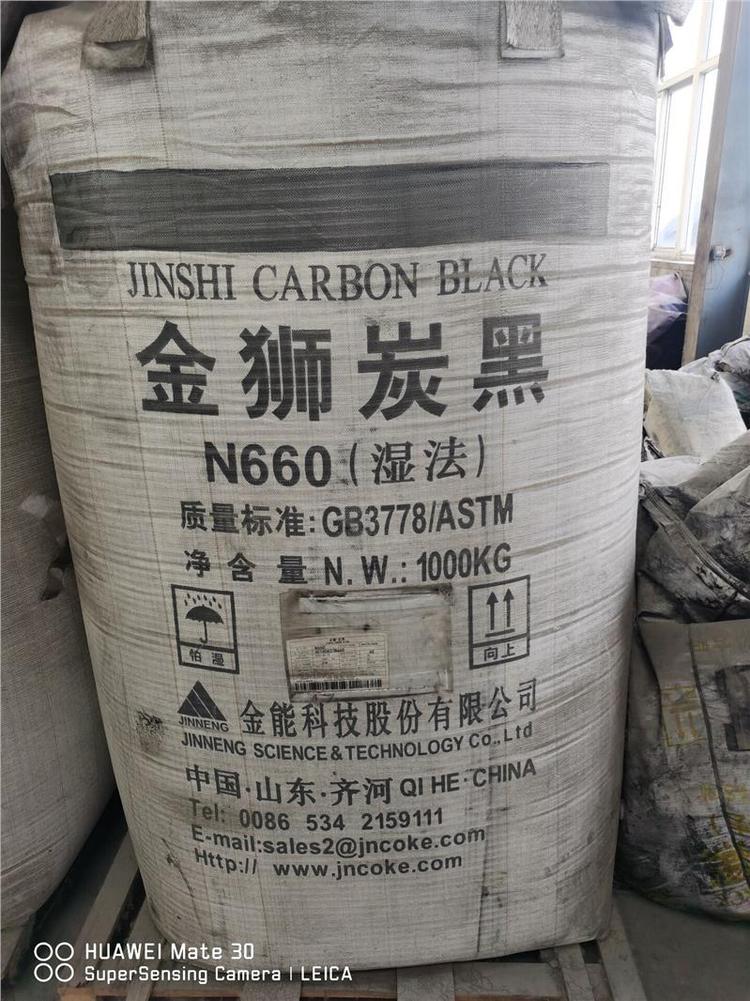 JINSHI CARBON BLACK
金狮炭黑
N660(湿法)
质量标准:GB3778/ASTM
净含量 N.W.:1000KG
怕湿
向上
JINNENG
金能科技股份有限公司
JINNENG SCIENCE&TECHNOLOGY Co.,Ltd
中国·山东·齐河 QI HE·CHINA
Tel: 0086 534 2159111
E-mail:sales2@jncoke.com
Http:// www.jncoke.com
HUAWEI Mate 30
SuperSensing Camera | LEICA